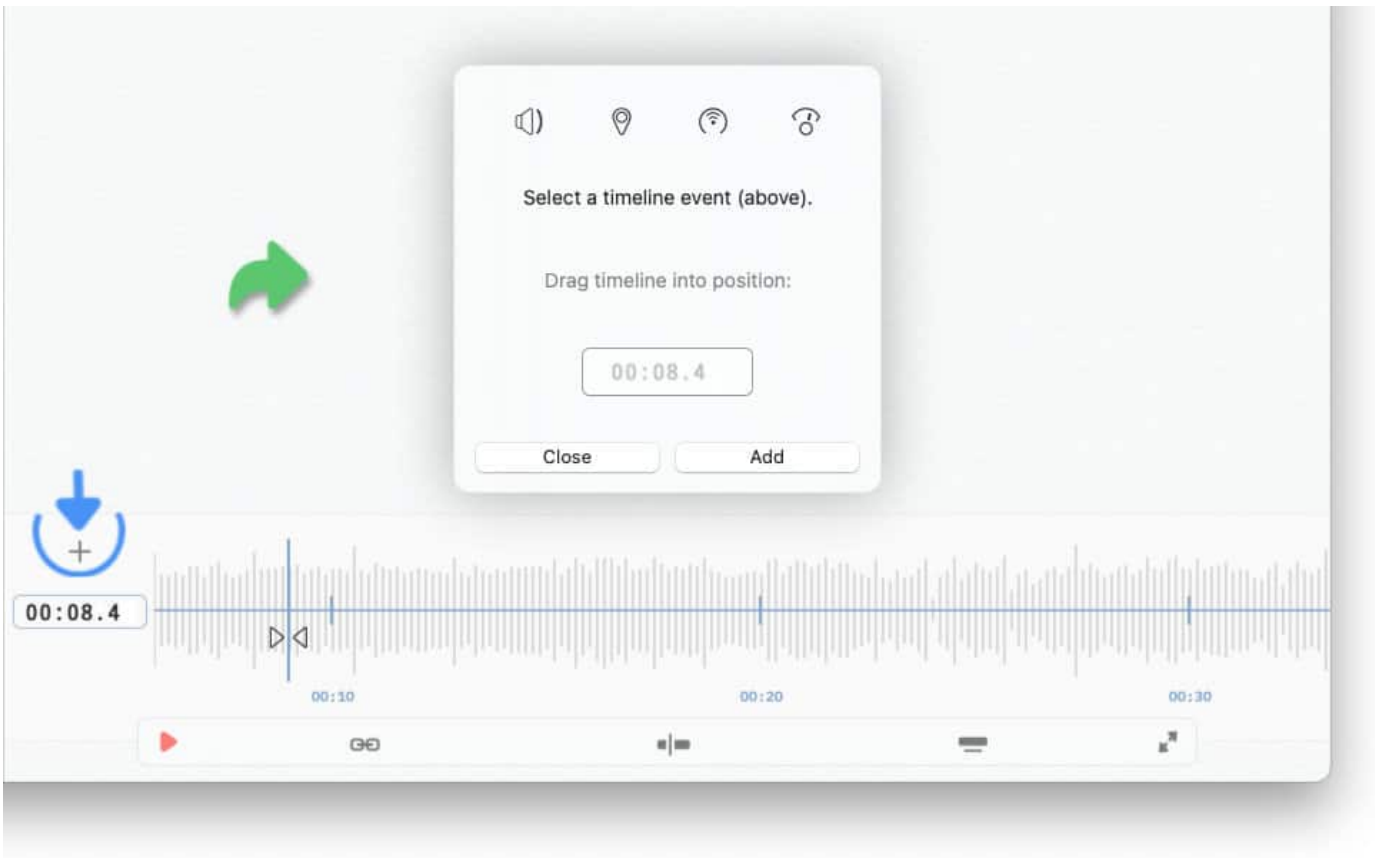 Select a timeline event (above).
Drag timeline into position:
00:08.4
Close Add
00:08.4
00:10 00:20 00:30